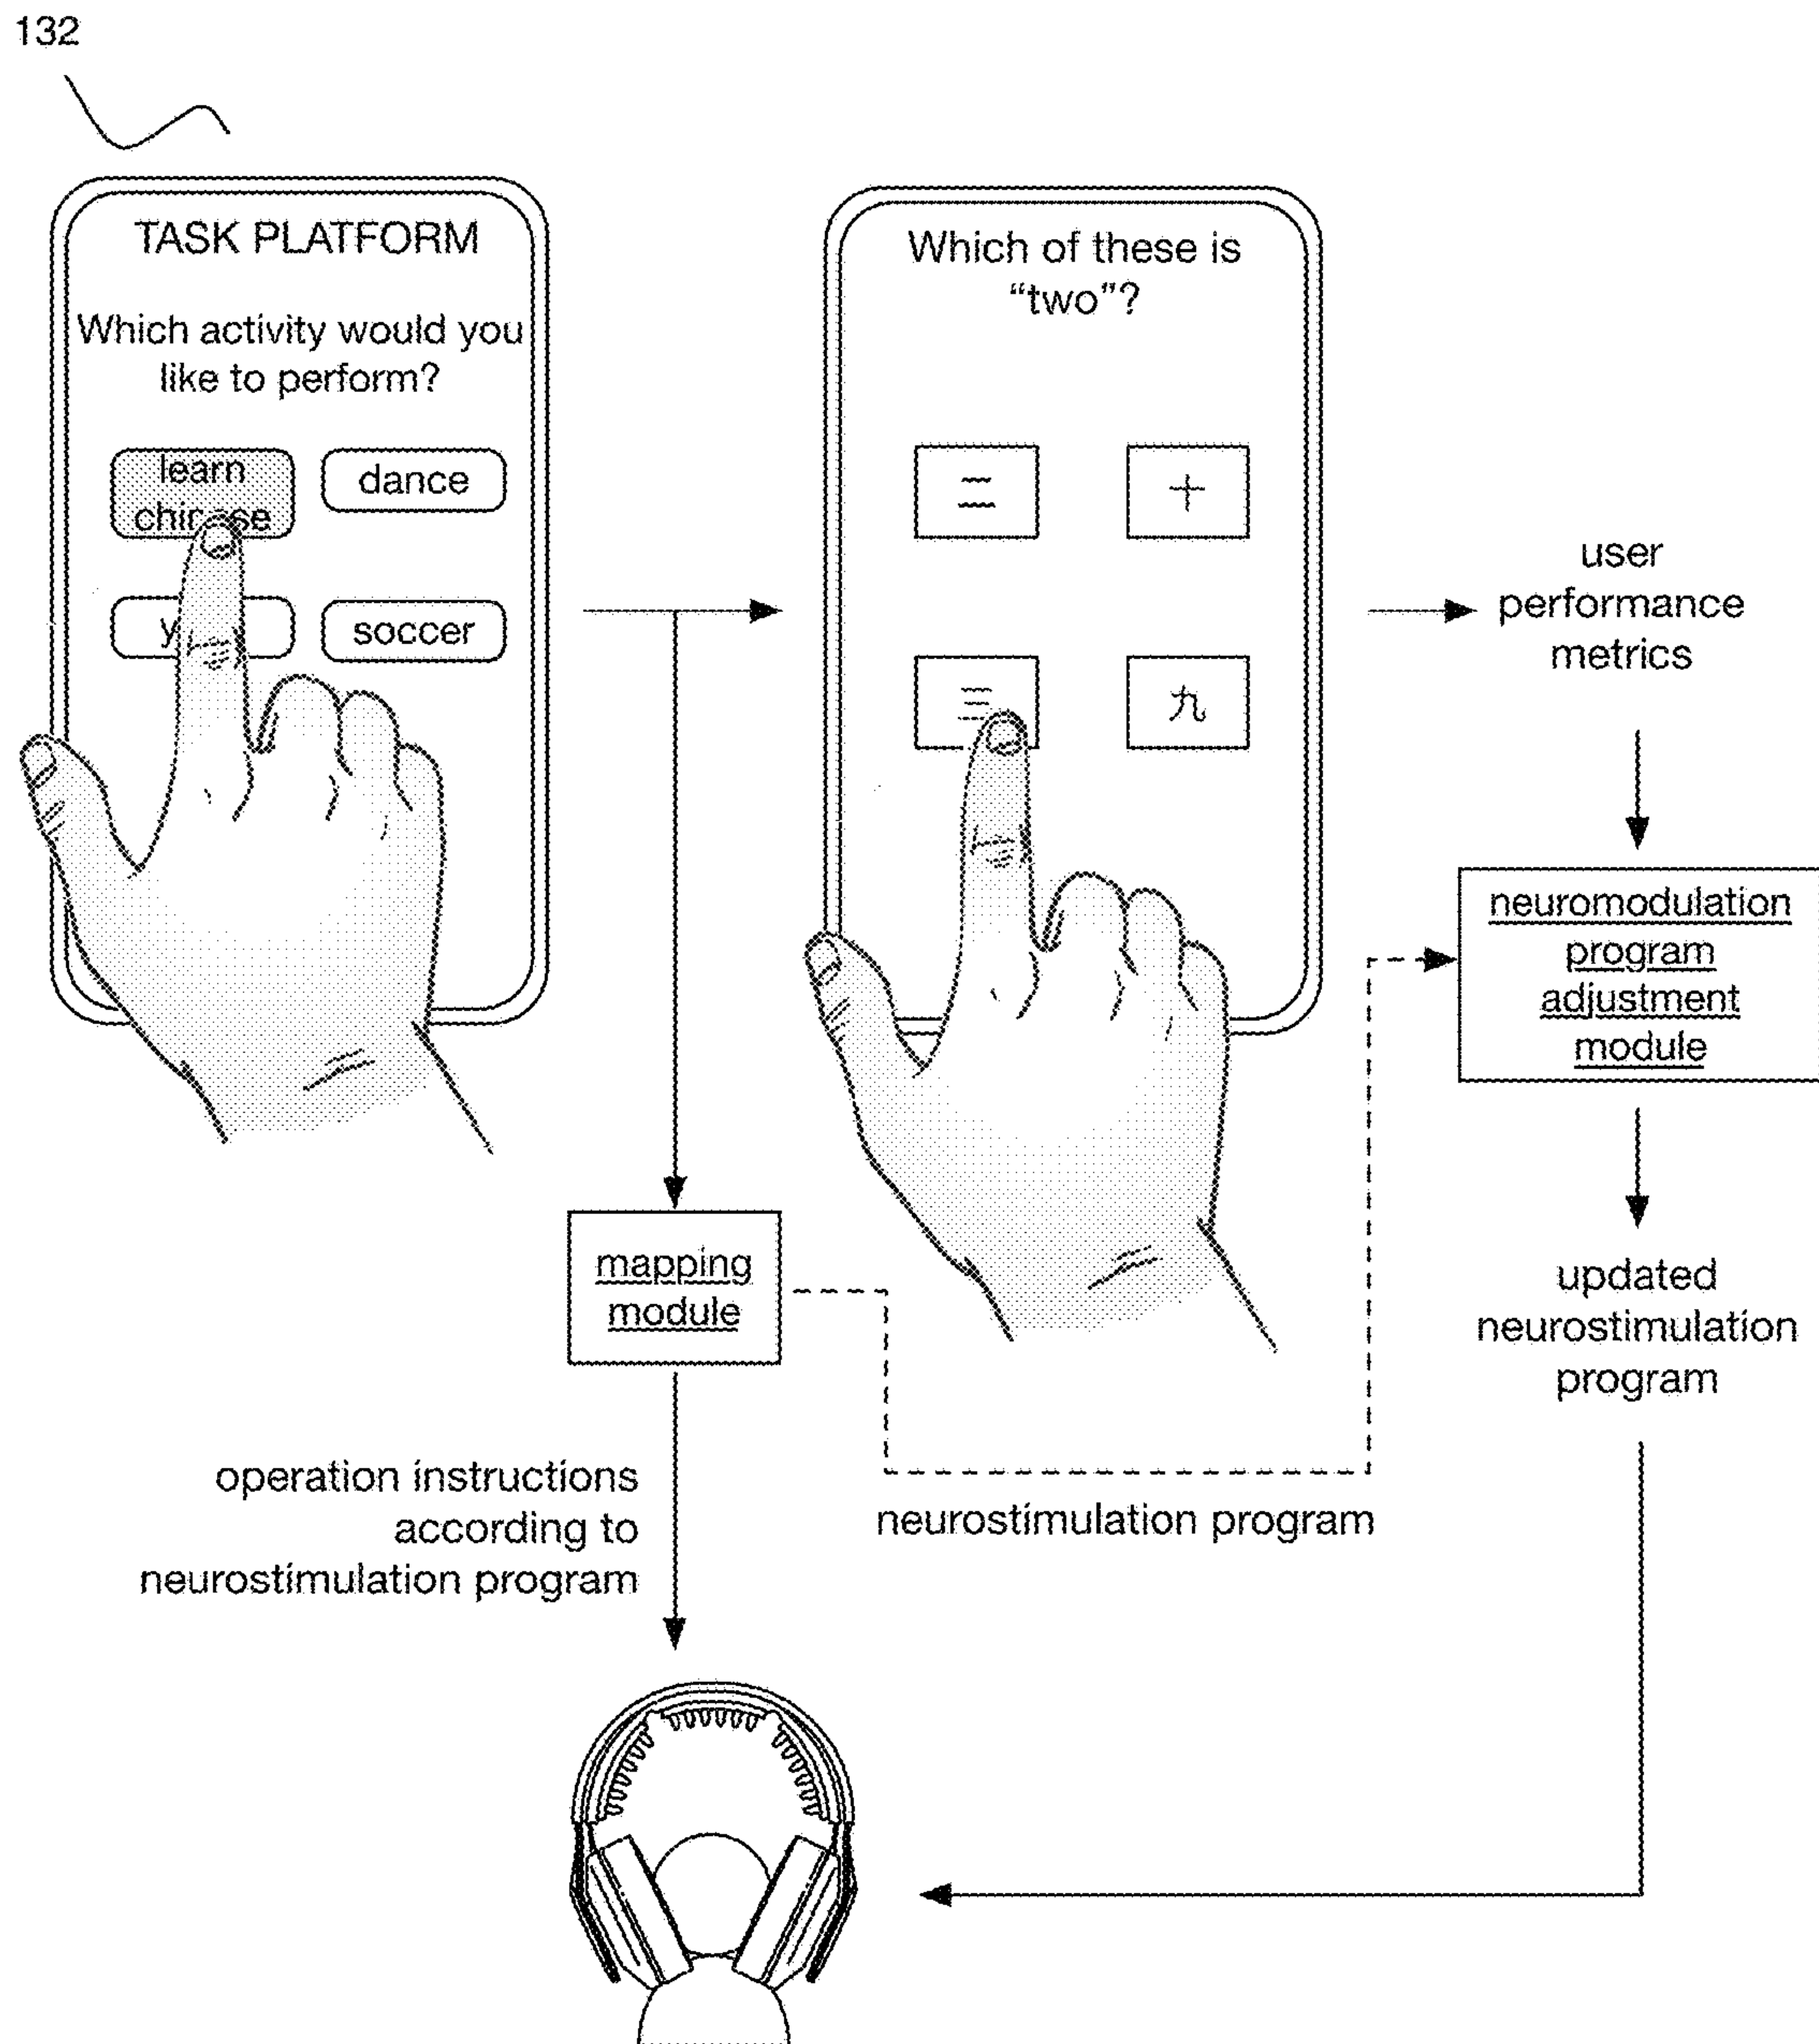 132
TASK PLATFORM
Which activity would you
like to perform?
learn
dance
soccer
Which of these is
“two”?
二
十
三
九
user
performance
metrics
neuromodulation
program
adjustment
module
mapping
module
updated
neurostimulation
program
operation instructions
according to
neurostimulation program
neurostimulation program